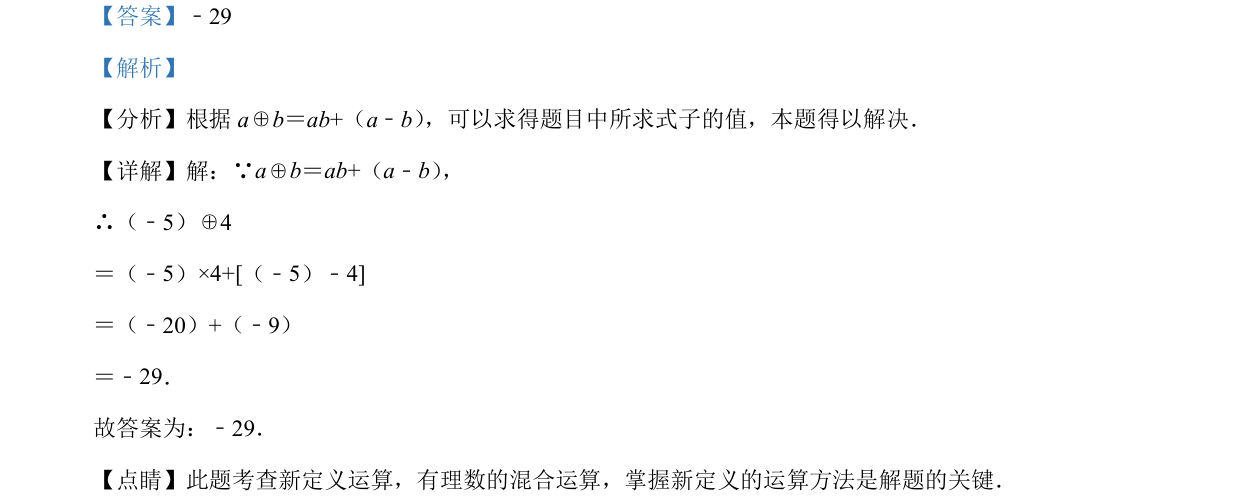 【答案】﹣29
【解析】
【分析】根据 a⊕b＝ab+（a﹣b），可以求得题目中所求式子的值，本题得以解决．
【详解】解：∵a⊕b＝ab+（a﹣b），
∴（﹣5）⊕4
＝（﹣5）×4+[（﹣5）﹣4]
＝（﹣20）+（﹣9）
＝﹣29．
故答案为：﹣29．
【点睛】此题考查新定义运算，有理数的混合运算，掌握新定义的运算方法是解题的关键．